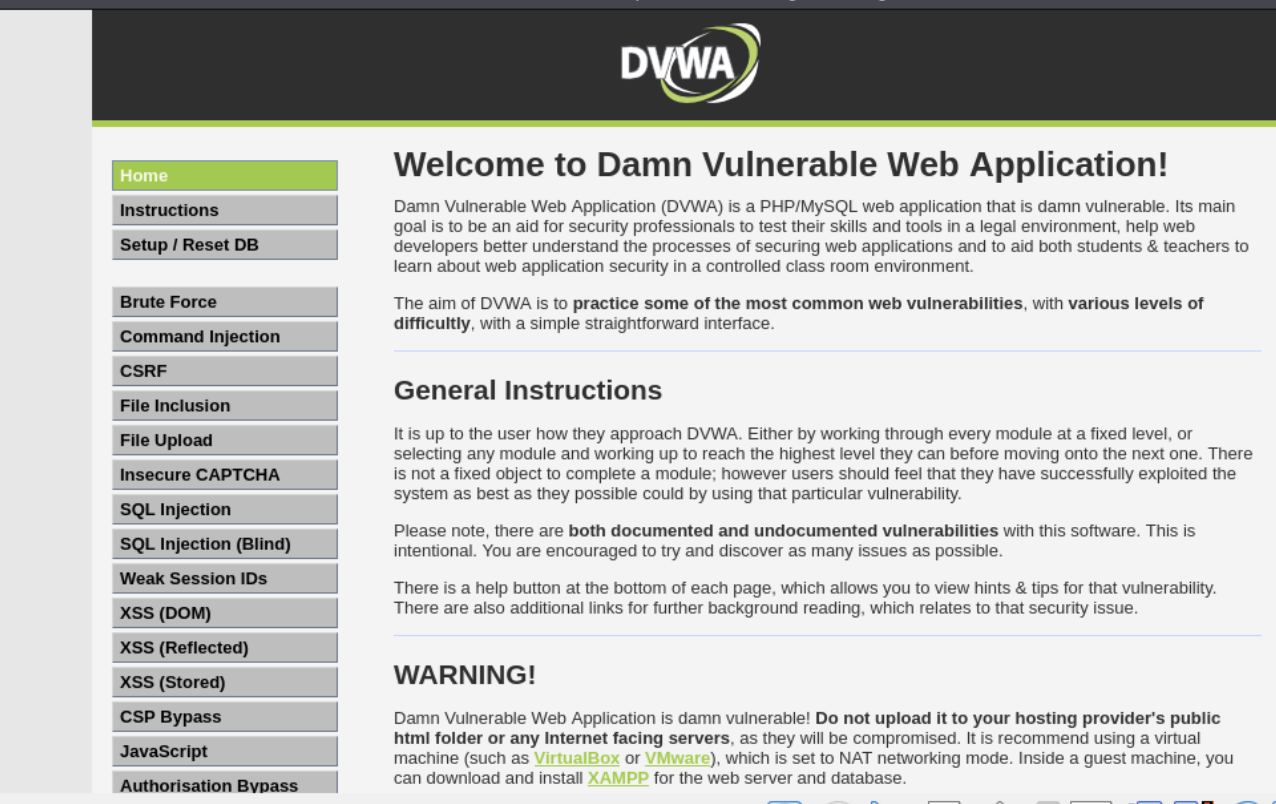 DVWA
Home
Instructions
Setup / Reset DB
Brute Force
Command Injection
CSRF
File Inclusion
File Upload
Insecure CAPTCHA
SQL Injection
SQL Injection (Blind)
Weak Session IDs
XSS (DOM)
XSS (Reflected)
XSS (Stored)
CSP Bypass
JavaScript
Authorisation Bypass
Welcome to Damn Vulnerable Web Application!
Damn Vulnerable Web Application (DVWA) is a PHP/MySQL web application that is damn vulnerable. Its main
goal is to be an aid for security professionals to test their skills and tools in a legal environment, help web
developers better understand the processes of securing web applications and to aid both students & teachers to
learn about web application security in a controlled class room environment.
The aim of DVWA is to practice some of the most common web vulnerabilities, with various levels of
difficultly, with a simple straightforward interface.
General Instructions
It is up to the user how they approach DVWA. Either by working through every module at a fixed level, or
selecting any module and working up to reach the highest level they can before moving onto the next one. There
is not a fixed object to complete a module; however users should feel that they have successfully exploited the
system as best as they possible could by using that particular vulnerability.
Please note, there are both documented and undocumented vulnerabilities with this software. This is
intentional. You are encouraged to try and discover as many issues as possible.
There is a help button at the bottom of each page, which allows you to view hints & tips for that vulnerability.
There are also additional links for further background reading, which relates to that security issue.
WARNING!
Damn Vulnerable Web Application is damn vulnerable! Do not upload it to your hosting provider's public
html folder or any Internet facing servers, as they will be compromised. It is recommend using a virtual
machine (such as VirtualBox or VMware), which is set to NAT networking mode. Inside a guest machine, you
can download and install XAMPP for the web server and database.